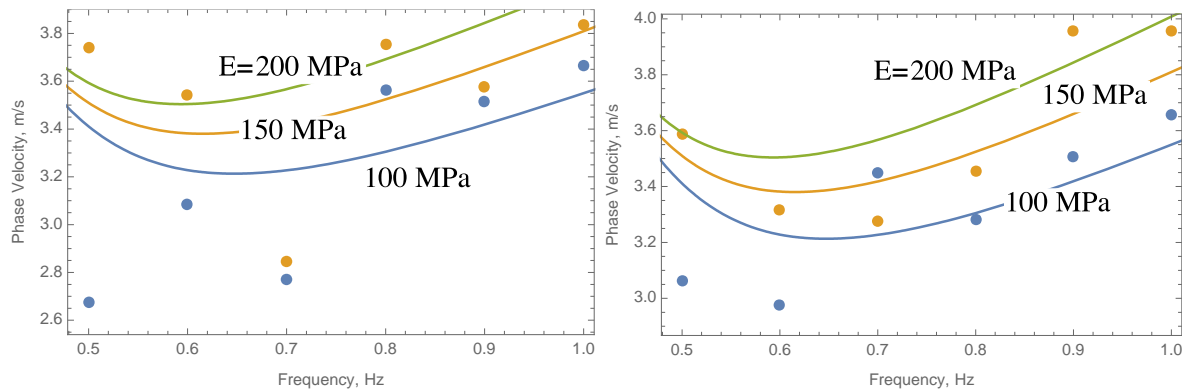 3.8
3.6
3.4
3.2
3.0
2.8
2.6
Phase Velocity, m/s
E=200 MPa
150 MPa
100 MPa
0.5 0.6 0.7 0.8 0.9 1.0
Frequency, Hz
4.0
3.8
3.6
3.4
3.2
3.0
Phase Velocity, m/s
E=200 MPa
150 MPa
100 MPa
0.5 0.6 0.7 0.8 0.9 1.0
Frequency, Hz